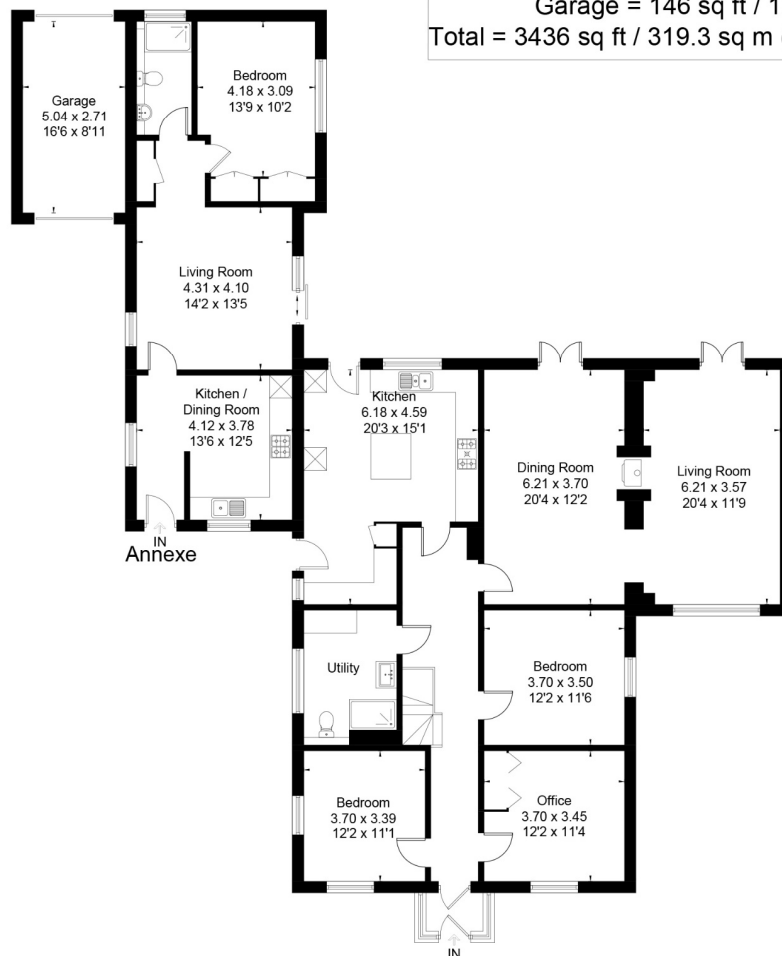 Garage = 146 sq ft / 1
Total = 3436 sq ft / 319.3 sq m
Garage
5.04 x 2.71
16'6 x 8'11
Bedroom
4.18 x 3.09
13'9 x 10'2
Living Room
4.31 x 4.10
14'2 x 13'5
Kitchen /
Dining Room
4.12 x 3.78
13'6 x 12'5
IN
Annexe
Kitchen
6.18 x 4.59
20'3 x 15'1
Dining Room
6.21 x 3.70
20'4 x 12'2
Living Room
6.21 x 3.57
20'4 x 11'9
Utility
Bedroom
3.70 x 3.50
12'2 x 11'6
Bedroom
3.70 x 3.39
12'2 x 11'1
Office
3.70 x 3.45
12'2 x 11'4
IN